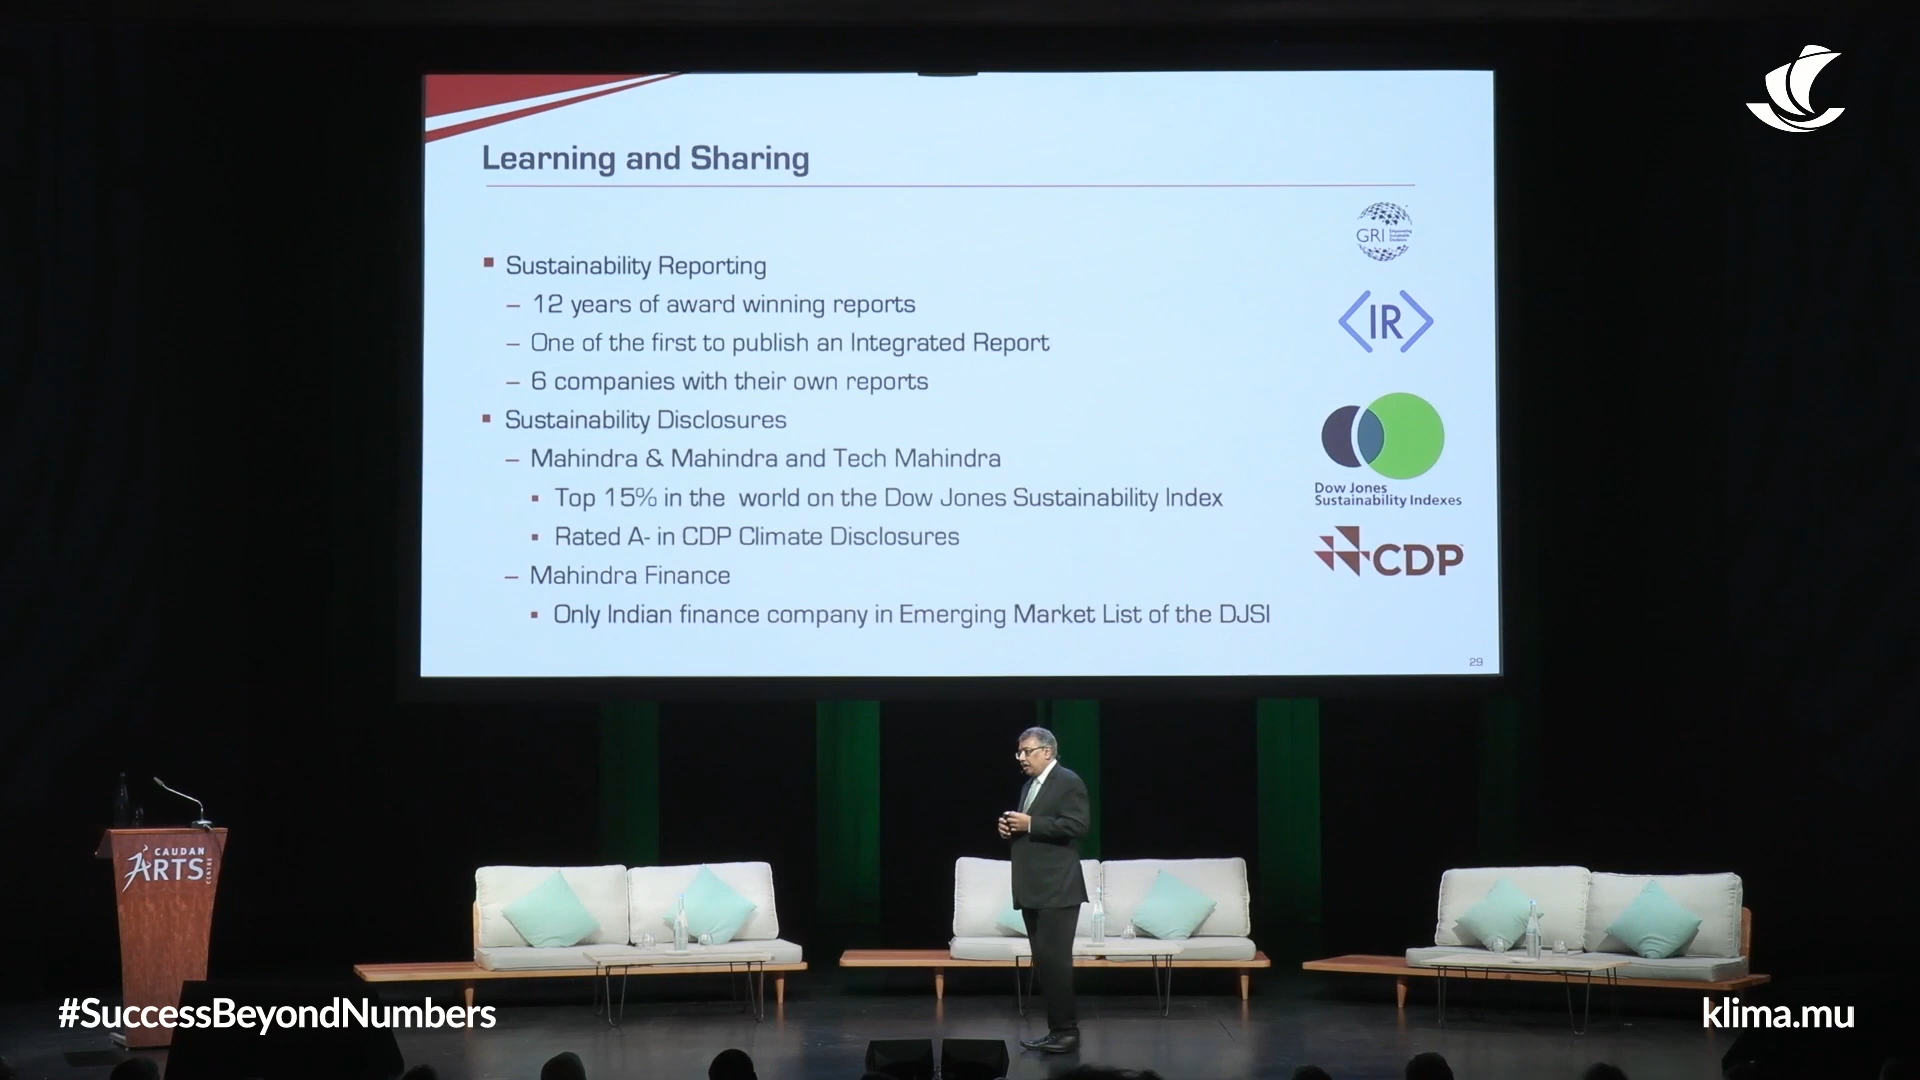 Learning and Sharing
GRI
Sustainability Reporting
– 12 years of award winning reports
IR
– One of the first to publish an Integrated Report
– 6 companies with their own reports
Sustainability Disclosures
– Mahindra & Mahindra and Tech Mahindra
Top 15% in the world on the Dow Jones Sustainability Index
Dow Jones
Sustainability Indexes
Rated A- in CDP Climate Disclosures
CDP
– Mahindra Finance
Only Indian finance company in Emerging Market List of the DJSI
29
CAUDAN
ARTS
CENTRE
#SuccessBeyondNumbers
klima.mu